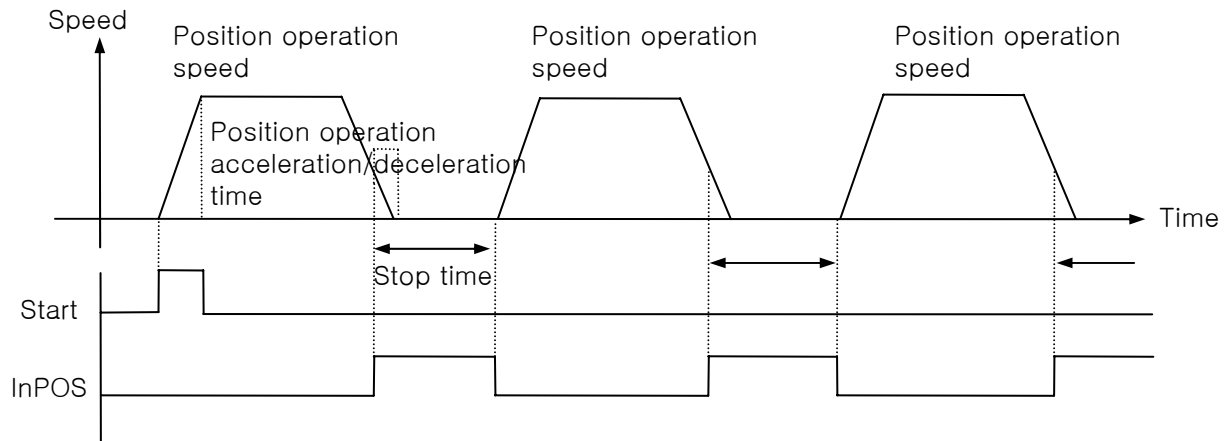 Speed
Position operation
speed
Position operation
speed
Position operation
speed
Position operation
acceleration/deceleration
time
Time
Stop time
Start
InPOS